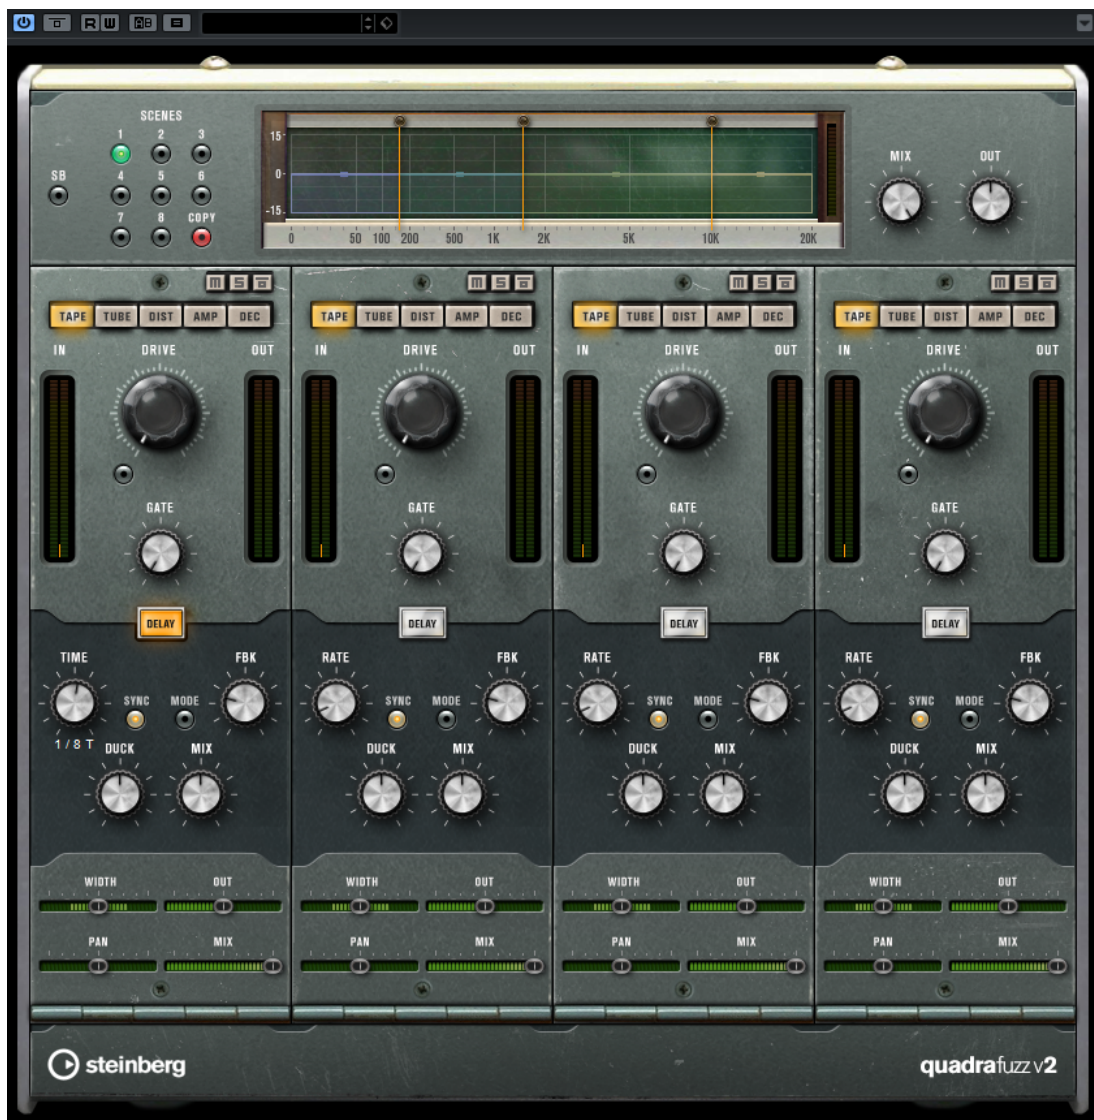 R W AB
SCENES
1 2 3
SB
4 5 6
7 8 COPY
15
0
-15
0 50 100 200 500 1K 2K 5K 10K 20K
MIX OUT
M S M S M S M S
TAPE TUBE DIST AMP DEC TAPE TUBE DIST AMP DEC TAPE TUBE DIST AMP DEC TAPE TUBE DIST AMP DEC
IN DRIVE OUT IN DRIVE OUT IN DRIVE OUT IN DRIVE OUT
GATE GATE GATE GATE
DELAY DELAY DELAY DELAY
TIME FBK RATE FBK RATE FBK RATE FBK
SYNC MODE SYNC MODE SYNC MODE SYNC MODE
1/8 T
DUCK MIX DUCK MIX DUCK MIX DUCK MIX
WIDTH OUT WIDTH OUT WIDTH OUT WIDTH OUT
PAN MIX PAN MIX PAN MIX PAN MIX
steinberg quadrafuzz v2